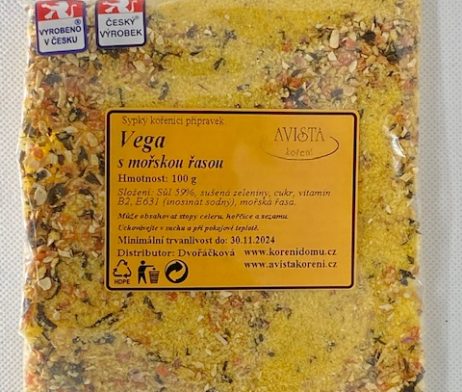 VYROBENO
V ČESKU
®
ČESKÝ
VÝROBEK
Sypký kořenící přípravek
Vega
s mořskou řasou
AVISTA
koření
Hmotnost: 100 g
Složení: Sůl 59%, sušená zelenina, cukr, vitamin
B2, E631 (inosinát sodný), mořská řasa.
Může obsahovat stopy celeru, hořčice a sezamu.
Uchovávejte v suchu a při pokojové teplotě.
Minimální trvanlivost do: 30.11.2024
Distributor: Dvořáčková www.korenidomu.cz
www.avistakoreni.cz
2
HDPE